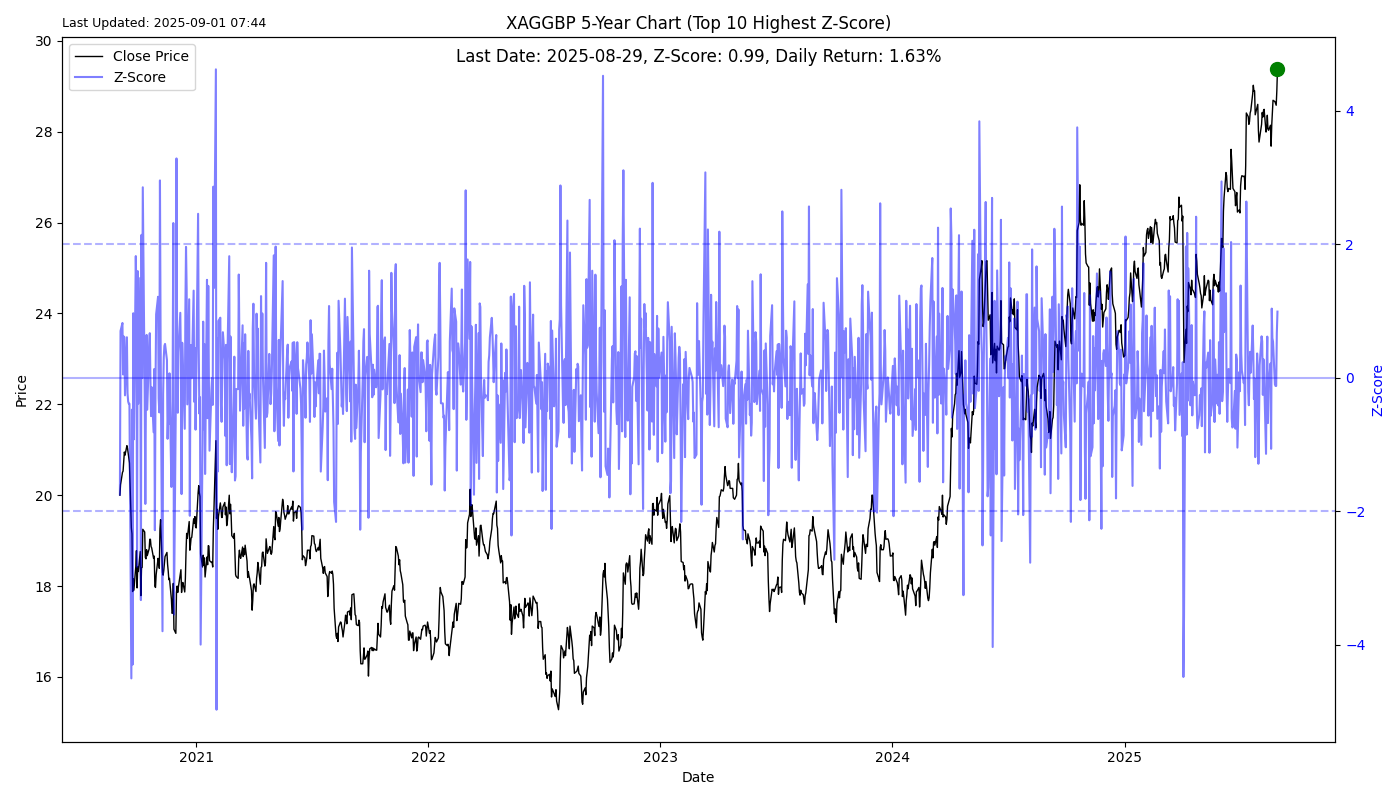 Last Updated: 2025-09-01 07:44
XAGGBP 5-Year Chart (Top 10 Highest Z-Score)
Last Date: 2025-08-29, Z-Score: 0.99, Daily Return: 1.63%
Close Price
Z-Score
30
28
26
24
22
20
18
16
Price
4
2
0
−2
−4
Z-Score
2021
2022
2023
2024
2025
Date